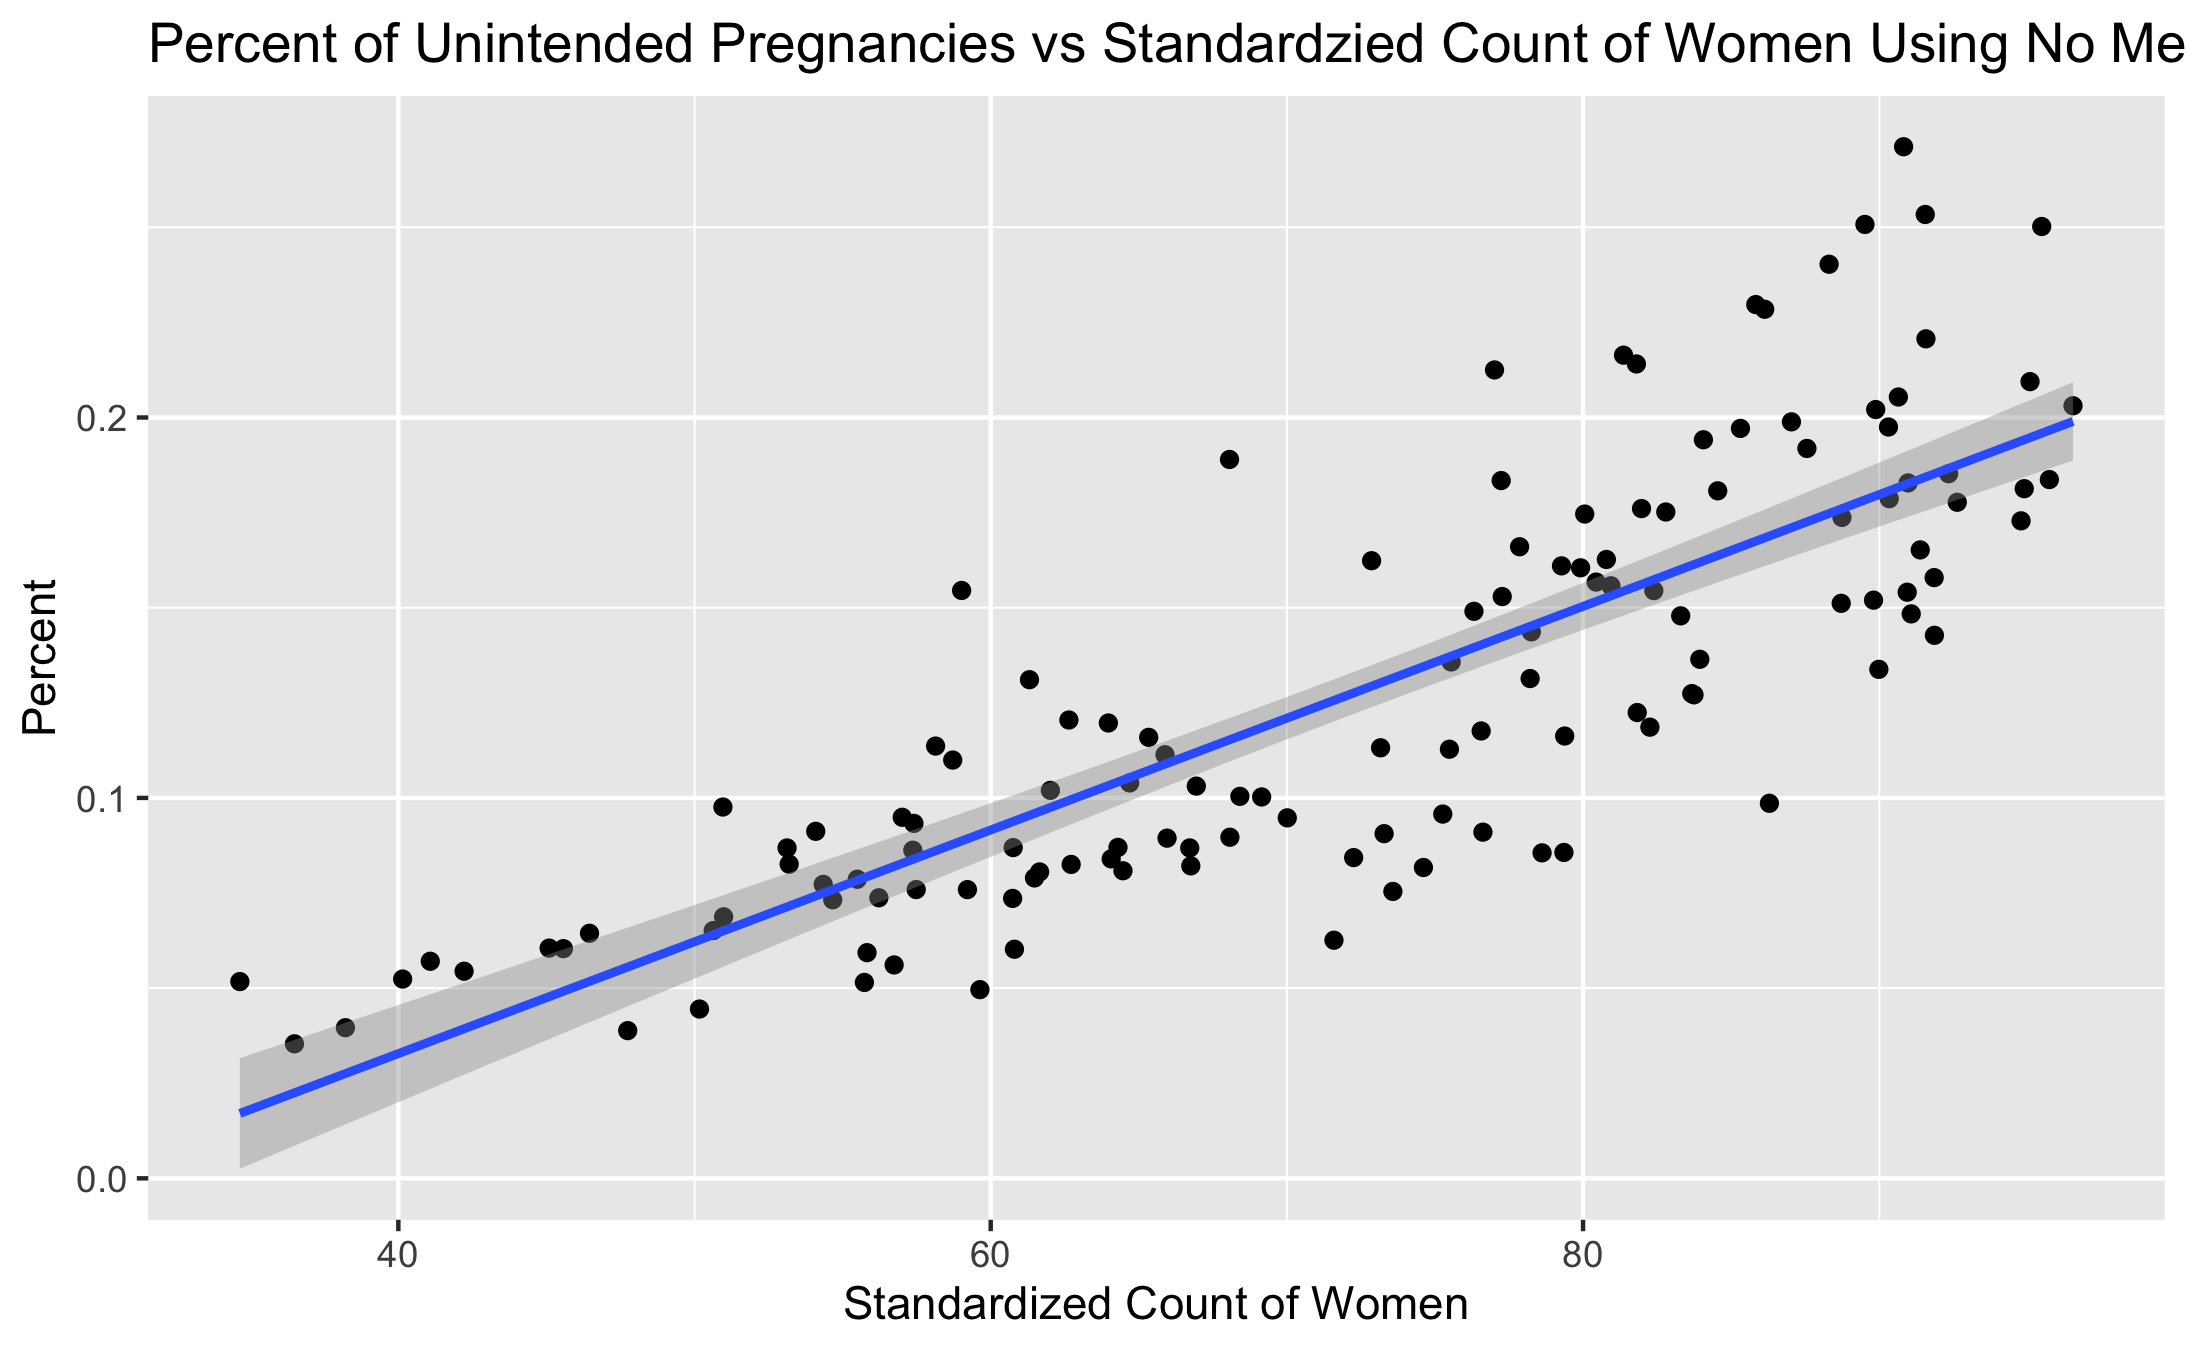 Percent of Unintended Pregnancies vs Standardzied Count of Women Using No Me
Percent
0.2
0.1
0.0
40 60 80
Standardized Count of Women